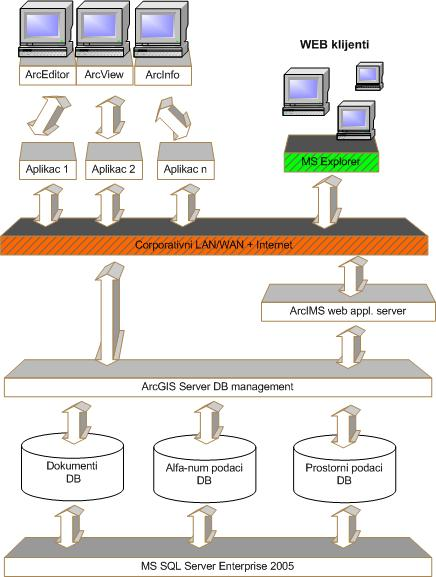 WEB klijenti
ArcEditor
ArcView
ArcInfo
Aplikac 1
Aplikac 2
Aplikac n
MS Explorer
Corporativni LAN/WAN + Internet
ArcIMS web appl. server
ArcGIS Server DB management
Dokumenti
DB
Alfa-num podaci
DB
Prostorni podaci
DB
MS SQL Server Enterprise 2005